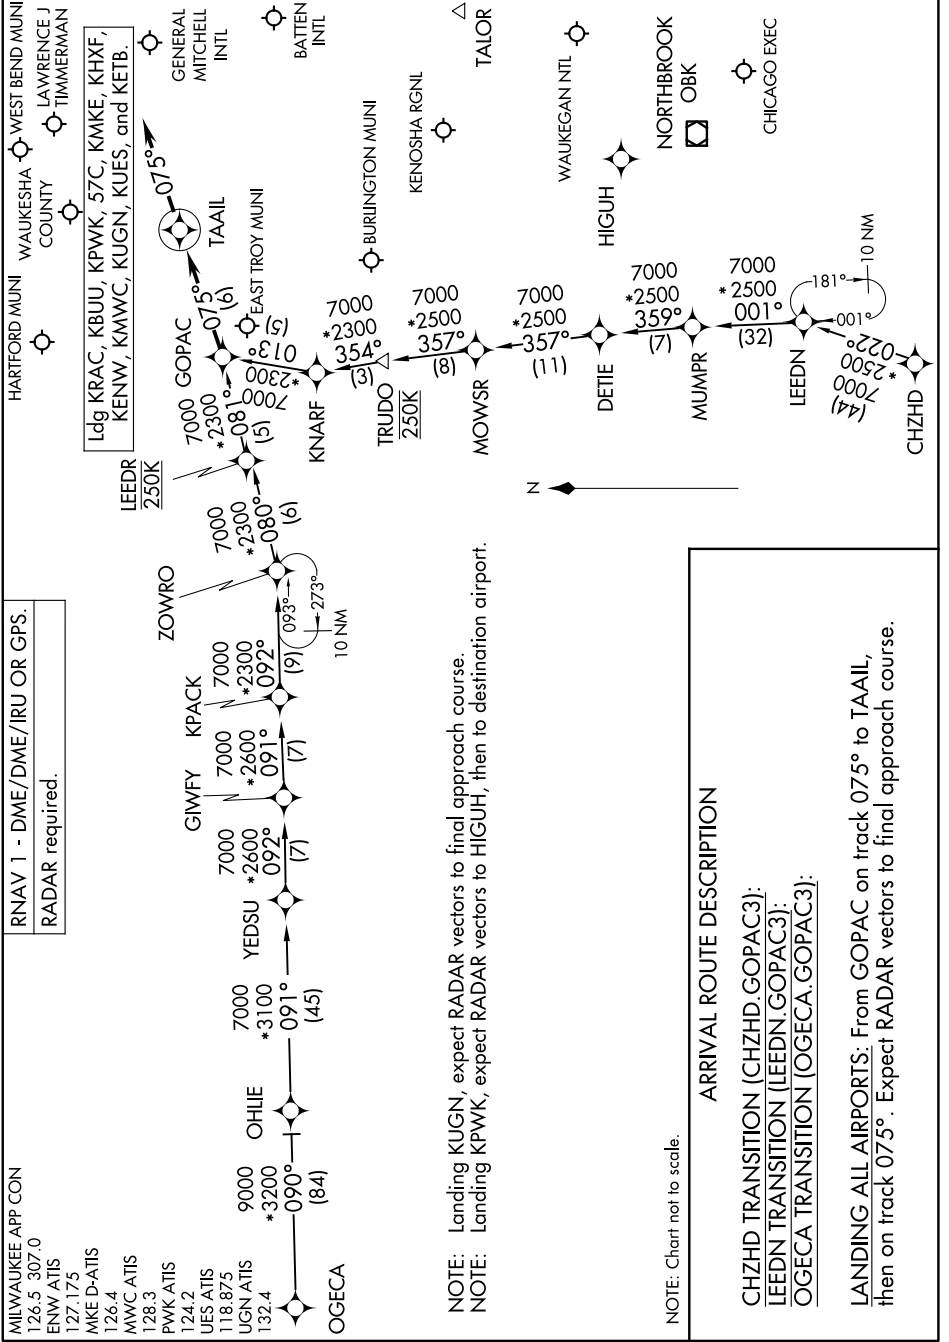 MILWAUKEE APP CON
126.5 307.0
ENW ATIS
127.175
MKE D-ATIS
126.4
MWC ATIS
128.3
PWK ATIS
124.2
UES ATIS
118.875
UGN ATIS
132.4
RNAV 1 - DME/DME/IRU OR GPS.
RADAR required.
HARTFORD MUNI
WAUKESHA
COUNTY
WEST BEND MUNI
LAWRENCE J
TIMMERMAN
Ldg KRAC, KBUU, KPWK, 57C, KMKE, KHXF,
KENW, KMWC, KUGN, KUES, and KETB.
GENERAL
MITCHELL
INTL
BATTEN
INTL
OGECA
9000
*3200
090°
(84)
OHLIE
7000
*3100
091°
(45)
YEDSU
7000
*2600
092°
(7)
GIWFY
7000
*2600
091°
(7)
KPACK
7000
*2300
092°
(9)
ZOWRO
093°
273°
10 NM
7000
*2300
080°
(6)
LEEDR
250K
7000
*2300
081°
(5)
GOPAC
075°
(6)
TAAIL
075°
EAST TROY MUNI
7000
*2300
013°
(5)
KNARF
7000
*2300
354°
(3)
TRUDO
250K
BURLINGTON MUNI
7000
*2500
357°
(8)
MOWSR
KENOSHA RGNL
TALOR
7000
*2500
357°
(11)
DETIE
WAUKEGAN NTL
HIGUH
7000
*2500
359°
(7)
MUMPR
NORTHBROOK
OBK
CHICAGO EXEC
7000
*2500
001°
(32)
LEEDN
181°
001°
10 NM
022°
*2500
7000
(44)
CHZHD
N
NOTE: Landing KUGN, expect RADAR vectors to final approach course.
NOTE: Landing KPWK, expect RADAR vectors to HIGUH, then to destination airport.
NOTE: Chart not to scale.
ARRIVAL ROUTE DESCRIPTION
CHZHD TRANSITION (CHZHD.GOPAC3):
LEEDN TRANSITION (LEEDN.GOPAC3):
OGECA TRANSITION (OGECA.GOPAC3):
LANDING ALL AIRPORTS: From GOPAC on track 075° to TAAIL,
then on track 075°. Expect RADAR vectors to final approach course.